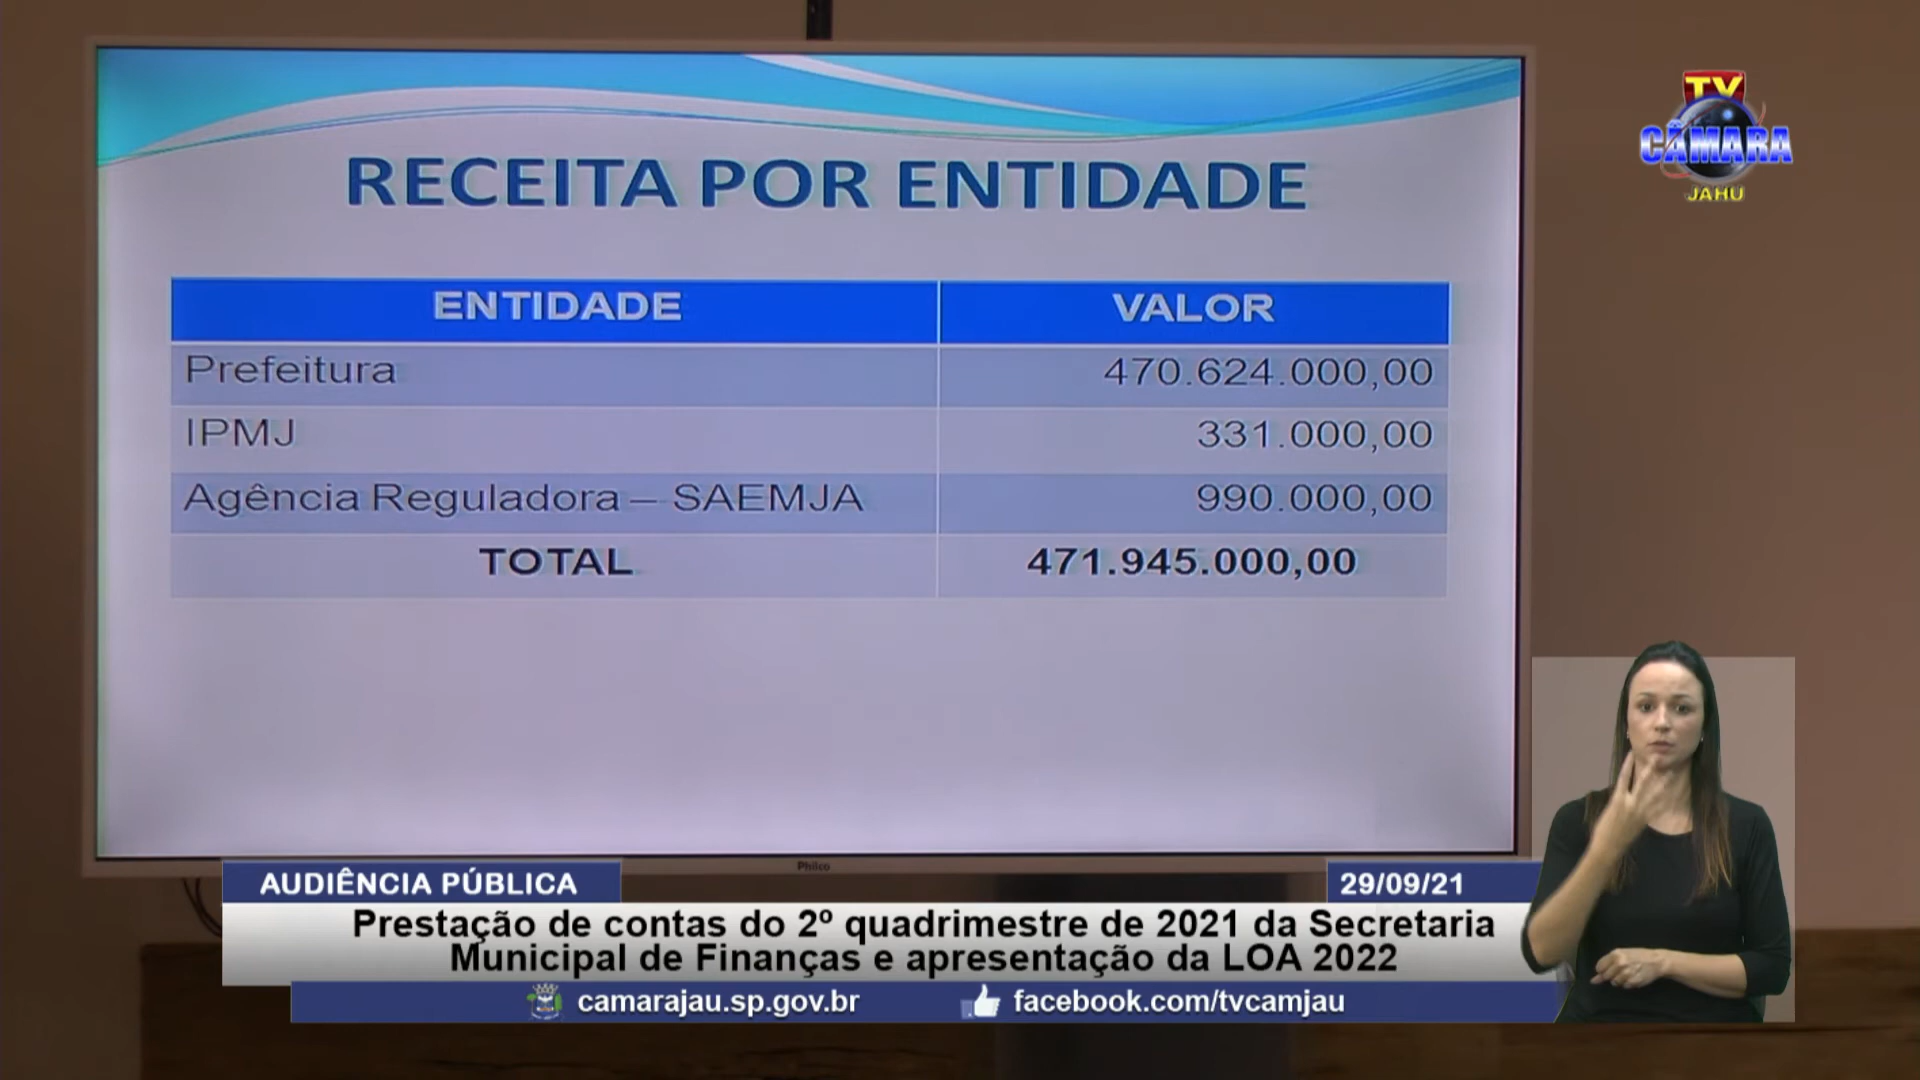 TV
CÂMARA
JAHU
RECEITA POR ENTIDADE
ENTIDADE VALOR
Prefeitura 470.624.000,00
IPMJ 331.000,00
Agência Reguladora – SAEMJA 990.000,00
TOTAL 471.945.000,00
Philco
AUDIÊNCIA PÚBLICA 29/09/21
Prestação de contas do 2º quadrimestre de 2021 da Secretaria
Municipal de Finanças e apresentação da LOA 2022
camarajau.sp.gov.br facebook.com/tvcamjau